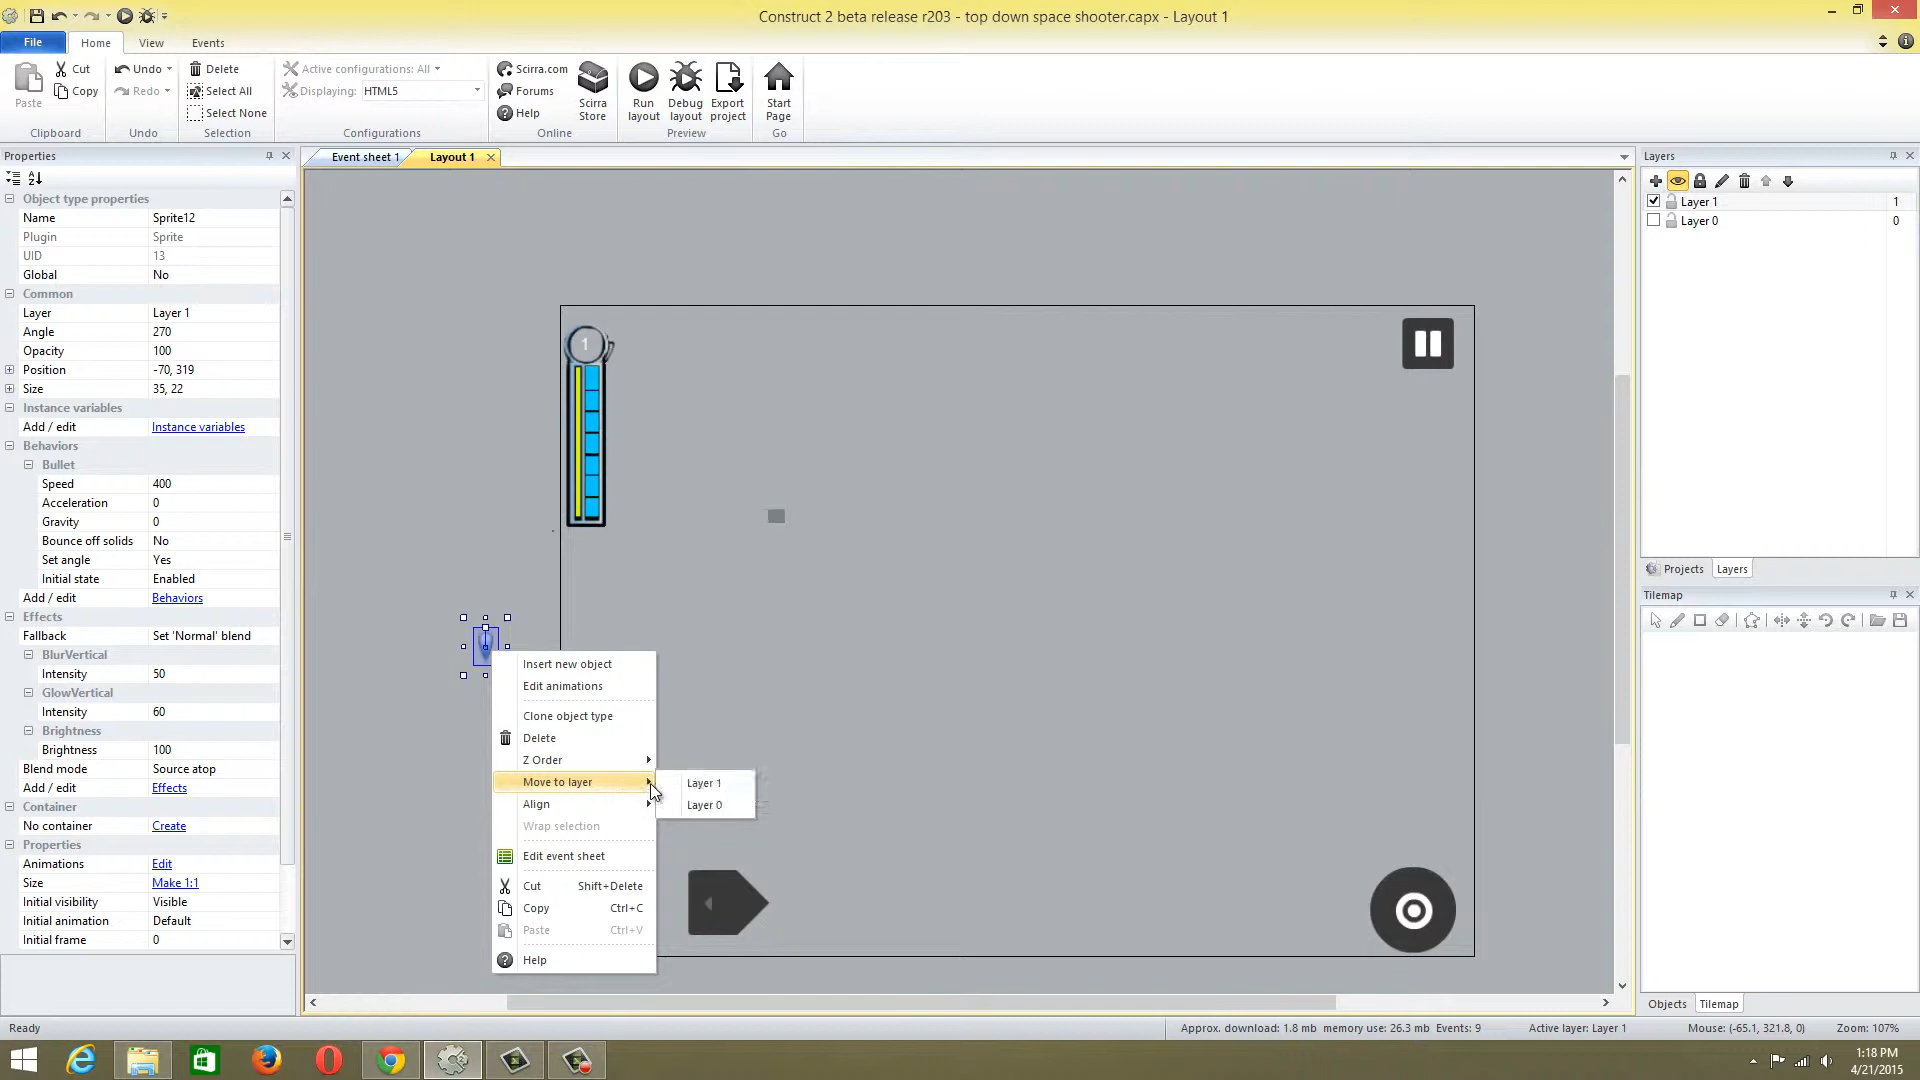 Construct 2 beta release r203 - top down space shooter.capx - Layout 1
File Home View Events
Paste
Cut
Copy
Clipboard
Undo
Redo
Undo
Delete
Select All
Select None
Selection
Active configurations: All
Displaying: HTML5
Configurations
Scirra.com
Forums
Help
Scirra Store
Online
Run layout
Debug layout
Export project
Preview
Start Page
Go
Properties
Object type properties
Name Sprite12
Plugin Sprite
UID 13
Global No
Common
Layer Layer 1
Angle 270
Opacity 100
Position -70, 319
Size 35, 22
Instance variables
Add / edit Instance variables
Behaviors
Bullet
Speed 400
Acceleration 0
Gravity 0
Bounce off solids No
Set angle Yes
Initial state Enabled
Add / edit Behaviors
Effects
Fallback Set 'Normal' blend
BlurVertical
Intensity 50
GlowVertical
Intensity 60
Brightness
Brightness 100
Blend mode Source atop
Add / edit Effects
Container
No container Create
Properties
Animations Edit
Size Make 1:1
Initial visibility Visible
Initial animation Default
Initial frame 0
Event sheet 1
Layout 1
1
Insert new object
Edit animations
Clone object type
Delete
Z Order
Move to layer
Align
Wrap selection
Edit event sheet
Cut Shift+Delete
Copy Ctrl+C
Paste Ctrl+V
Help
Layer 1
Layer 0
Layers
Layer 1 1
Layer 0 0
Projects Layers
Tilemap
Objects Tilemap
Ready
Approx. download: 1.8 mb memory use: 26.3 mb Events: 9
Active layer: Layer 1
Mouse: (-65.1, 321.8, 0)
Zoom: 107%
1:18 PM
4/21/2015